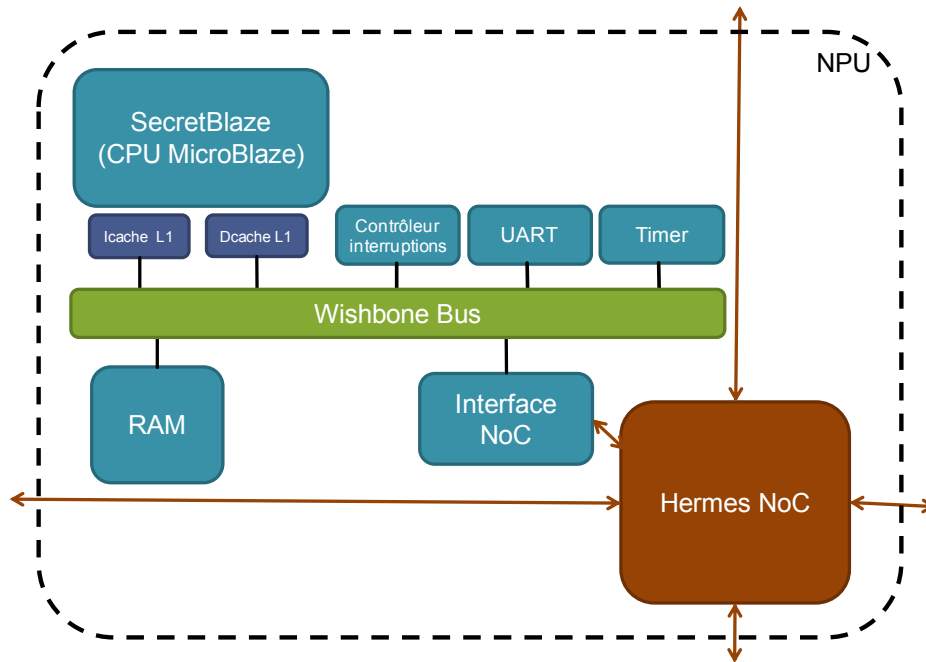 NPU
SecretBlaze
(CPU MicroBlaze)
Icache L1
Dcache L1
Contrôleur
interruptions
UART
Timer
Wishbone Bus
RAM
Interface
NoC
Hermes NoC